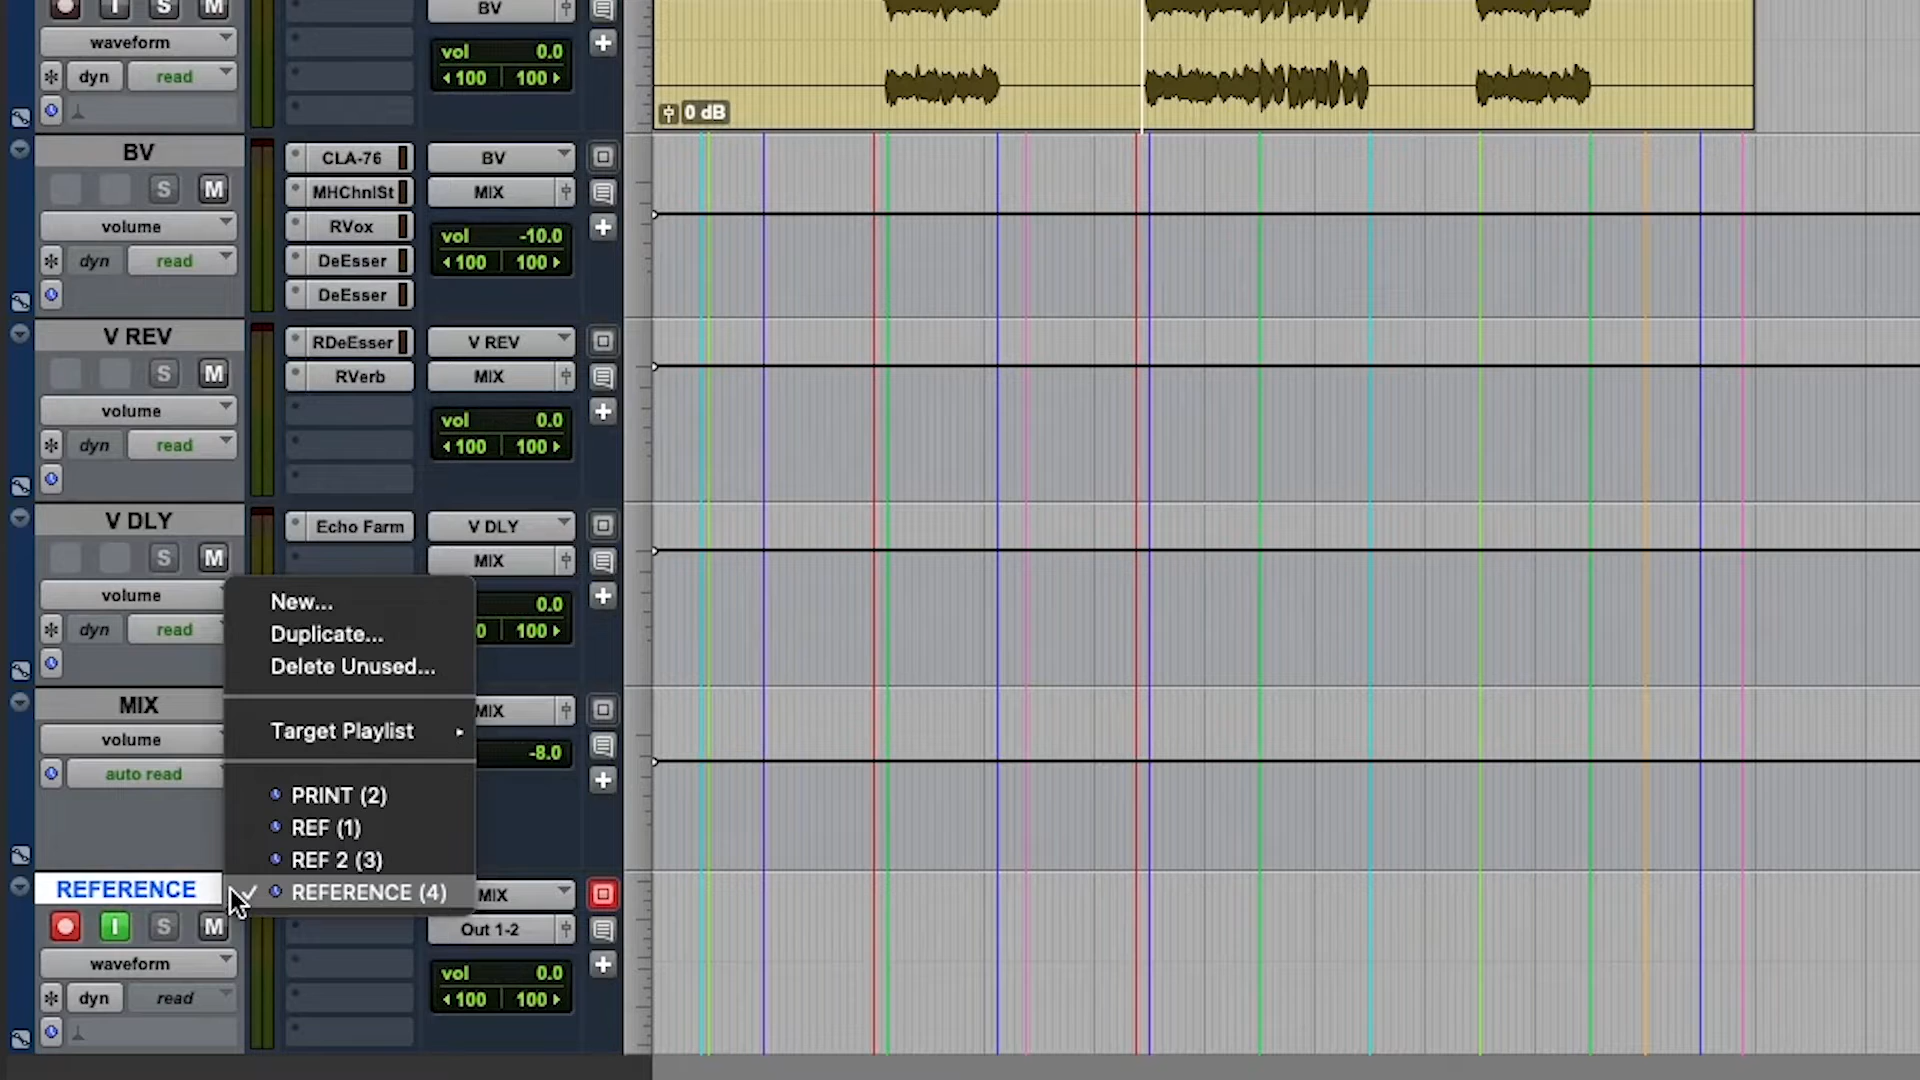 I S M
waveform
dyn read
BV
vol 0.0
100 100
0 dB
BV
S M
volume
dyn read
CLA-76
MHChnlSt
RVox
DeEsser
DeEsser
BV
MIX
vol -10.0
100 100
V REV
S M
volume
dyn read
RDeEsser
RVerb
V REV
MIX
vol 0.0
100 100
V DLY
S M
volume
dyn read
Echo Farm
V DLY
MIX
0.0
0 100
New...
Duplicate...
Delete Unused...
Target Playlist
PRINT (2)
REF (1)
REF 2 (3)
REFERENCE (4)
MIX
volume
auto read
MIX
-8.0
REFERENCE
I S M
waveform
dyn read
MIX
Out 1-2
vol 0.0
100 100